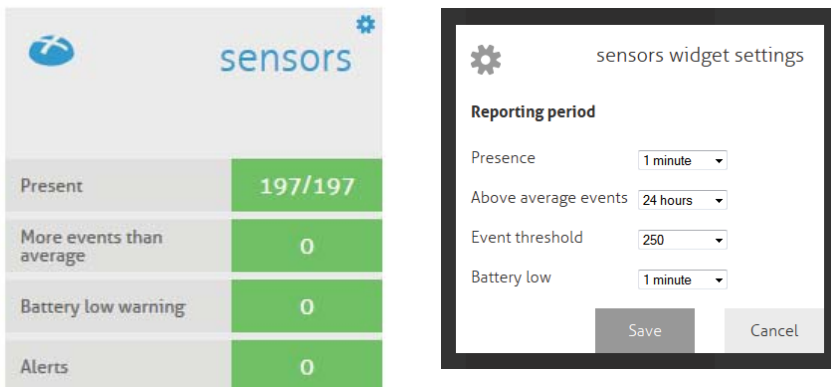 sensors
Present 197/197
More events than
average 0
Battery low warning 0
Alerts 0
sensors widget settings
Reporting period
Presence 1 minute
Above average events 24 hours
Event threshold 250
Battery low 1 minute
Save Cancel